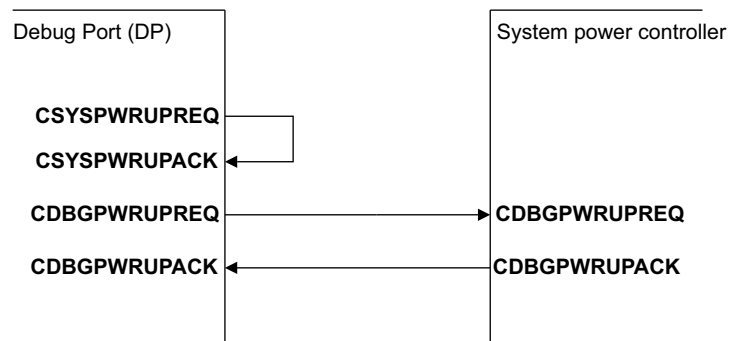 Debug Port (DP)
System power controller
CSYSPWRUPREQ
CSYSPWRUPACK
CDBGPWRUPREQ
CDBGPWRUPREQ
CDBGPWRUPACK
CDBGPWRUPACK